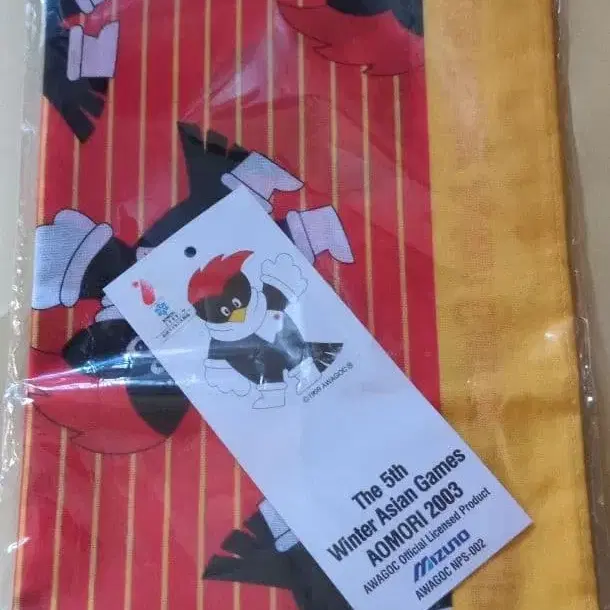 ©1999 AWAGOC®
The 5th
Winter Asian Games
AOMORI 2003
AWAGOC Official Licensed Product
MIZUNO
AWAGOC NPS-002